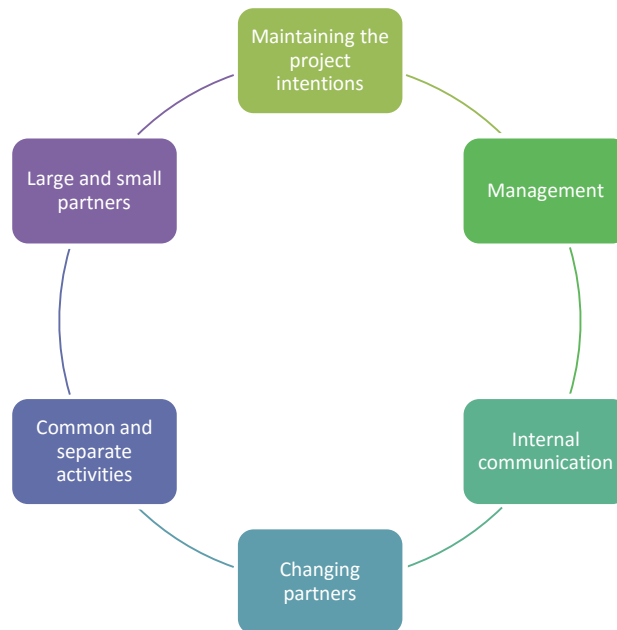 Maintaining the
project
intentions
Management
Internal
communication
Changing
partners
Common and
separate
activities
Large and small
partners